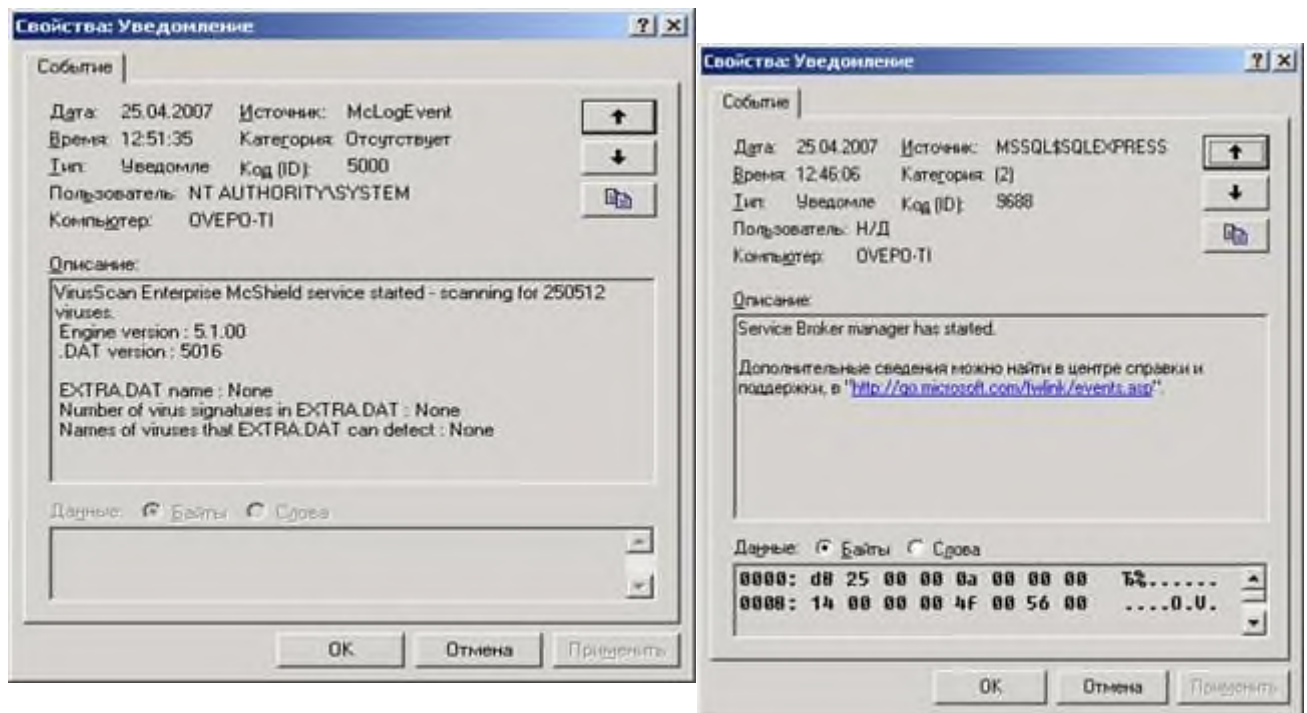 Свойства: Уведомление
Событие
Дата: 25.04.2007 Источник: McLogEvent
Время: 12:51:35 Категория: Отсутствует
Тип: Уведомле Код (ID): 5000
Пользователь: NT AUTHORITY\SYSTEM
Компьютер: OVEPO-TI
Описание:
VirusScan Enterprise McShield service started - scanning for 250512
viruses.
Engine version : 5.1.00
.DAT version : 5016
EXTRA.DAT name : None
Number of virus signatures in EXTRA.DAT : None
Names of viruses that EXTRA.DAT can detect : None
Данные: Байты Слова
OK Отмена Применить
Свойства: Уведомление
Событие
Дата: 25.04.2007 Источник: MSSQL$SQLEXPRESS
Время: 12:46:06 Категория: (2)
Тип: Уведомле Код (ID): 9688
Пользователь: Н/Д
Компьютер: OVEPO-TI
Описание:
Service Broker manager has started.
Дополнительные сведения можно найти в центре справки и
поддержки, в "http://go.microsoft.com/fwlink/events.asp".
Данные: Байты Слова
0000: d8 25 00 00 0a 00 00 00 Ђ%......
0008: 14 00 00 00 4F 00 56 00 ....O.V.
OK Отмена Применить